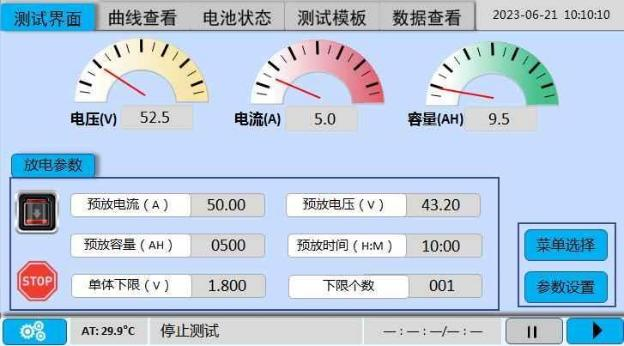 测试界面 曲线查看 电池状态 测试模板 数据查看 2023-06-21 10:10:10
电压(V) 52.5 电流(A) 5.0 容量(AH) 9.5
放电参数
预放电流（A） 50.00 预放电压（V） 43.20
预放容量（AH） 0500 预放时间（H:M） 10:00 菜单选择
STOP 单体下限（V） 1.800 下限个数 001 参数设置
AT: 29.9°C 停止测试 — : — : —/— : —